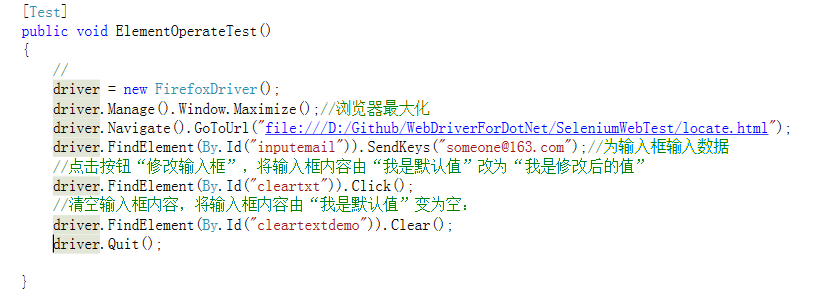 [Test]
public void ElementOperateTest()
{
//
driver = new FirefoxDriver();
driver.Manage().Window.Maximize();//浏览器最大化
driver.Navigate().GoToUrl("file:///D:/Github/WebDriverForDotNet/SeleniumWebTest/locate.html");
driver.FindElement(By.Id("inputemail")).SendKeys("someone@163.com");//为输入框输入数据
//点击按钮“修改输入框”，将输入框内容由“我是默认值”改为“我是修改后的值”
driver.FindElement(By.Id("cleartxt")).Click();
//清空输入框内容，将输入框内容由“我是默认值”变为空：
driver.FindElement(By.Id("cleartextdemo")).Clear();
driver.Quit();
}